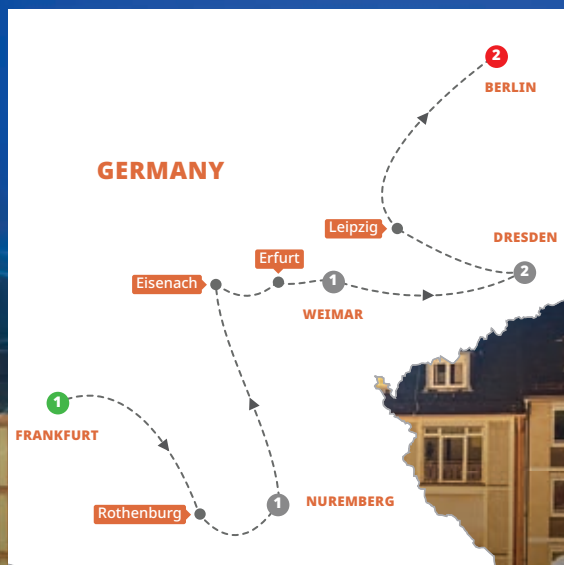 2
BERLIN
GERMANY
Leipzig
DRESDEN
2
Erfurt
Eisenach
1
WEIMAR
1
FRANKFURT
1
NUREMBERG
Rothenburg